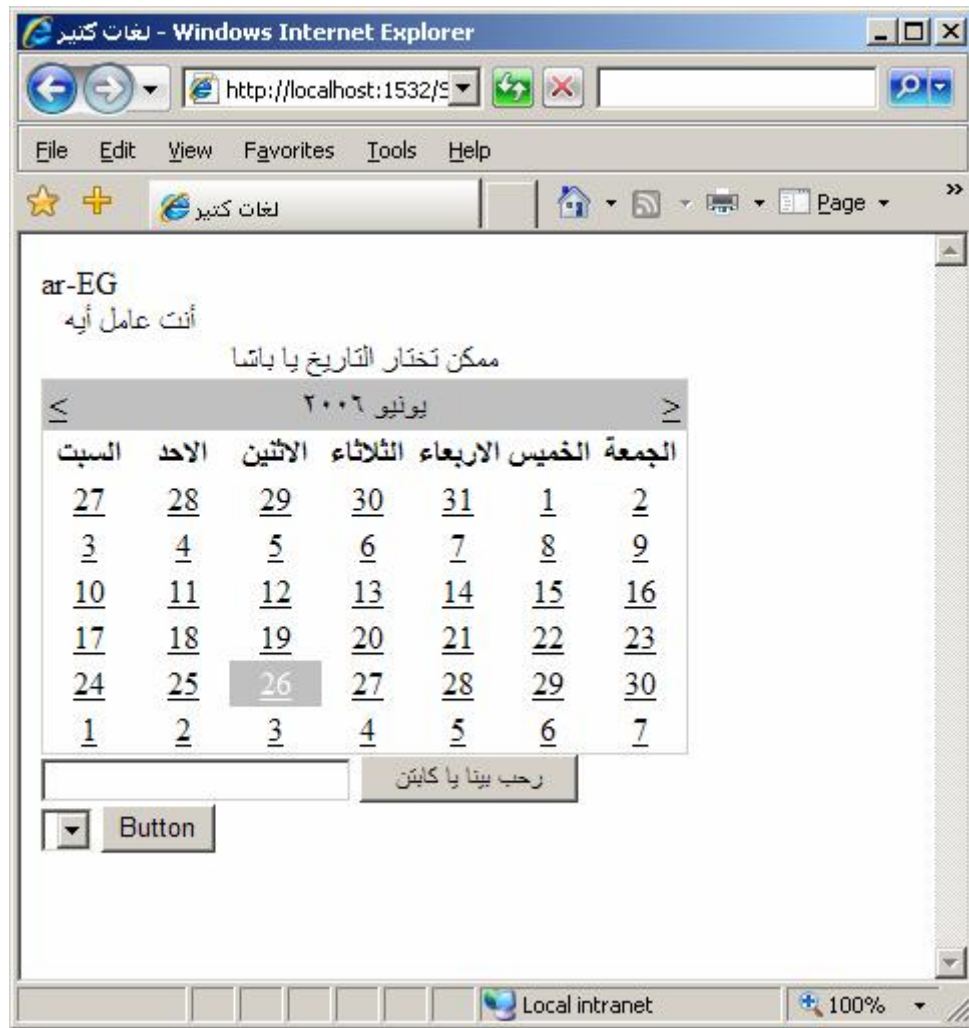 لغات كتير - Windows Internet Explorer
http://localhost:1532/S
File Edit View Favorites Tools Help
لغات كتير
Page
»
ar-EG
أنت عامل أيه
ممكن تختار التاريخ يا باشا
< يونيو ٢٠٠٦ >
السبت الاحد الاثنين الثلاثاء الاربعاء الخميس الجمعة
27 28 29 30 31 1 2
3 4 5 6 7 8 9
10 11 12 13 14 15 16
17 18 19 20 21 22 23
24 25 26 27 28 29 30
1 2 3 4 5 6 7
رحب بينا يا كابتن
Button
Local intranet 100%